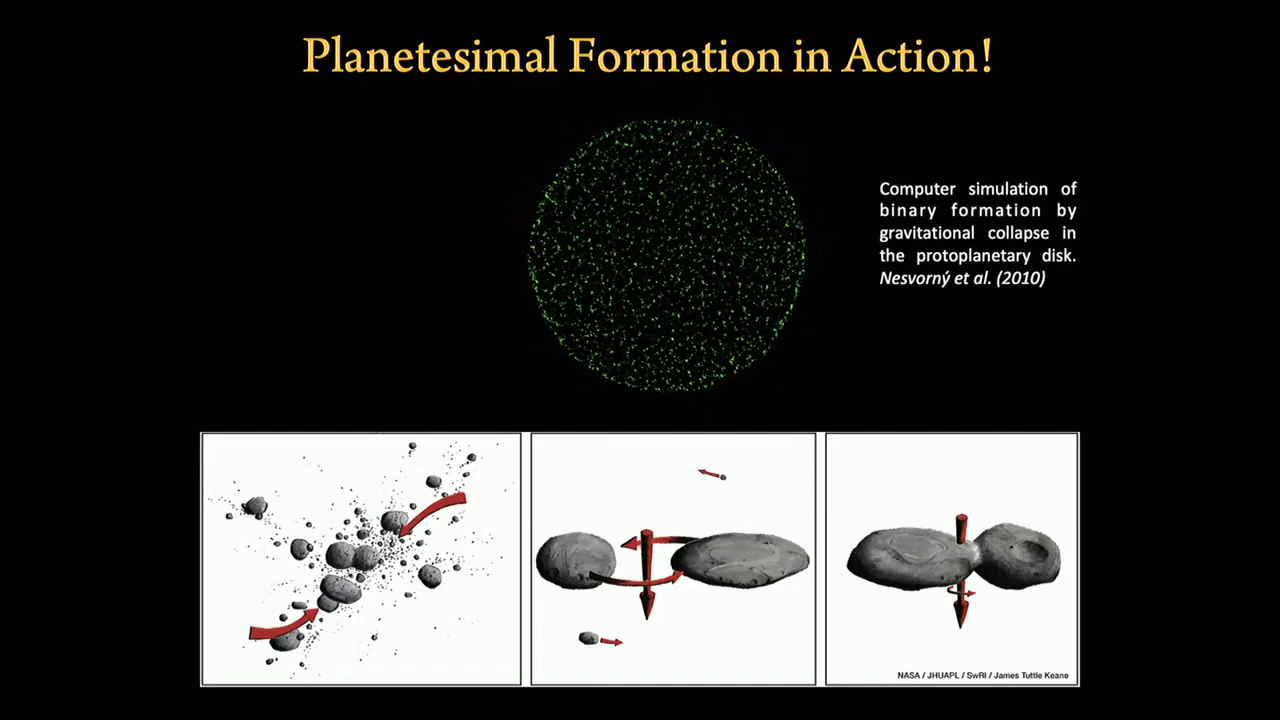 Planetesimal Formation in Action!
Computer simulation of
binary formation by
gravitational collapse in
the protoplanetary disk.
Nesvorný et al. (2010)
NASA / JHUAPL / SwRI / James Tuttle Keane